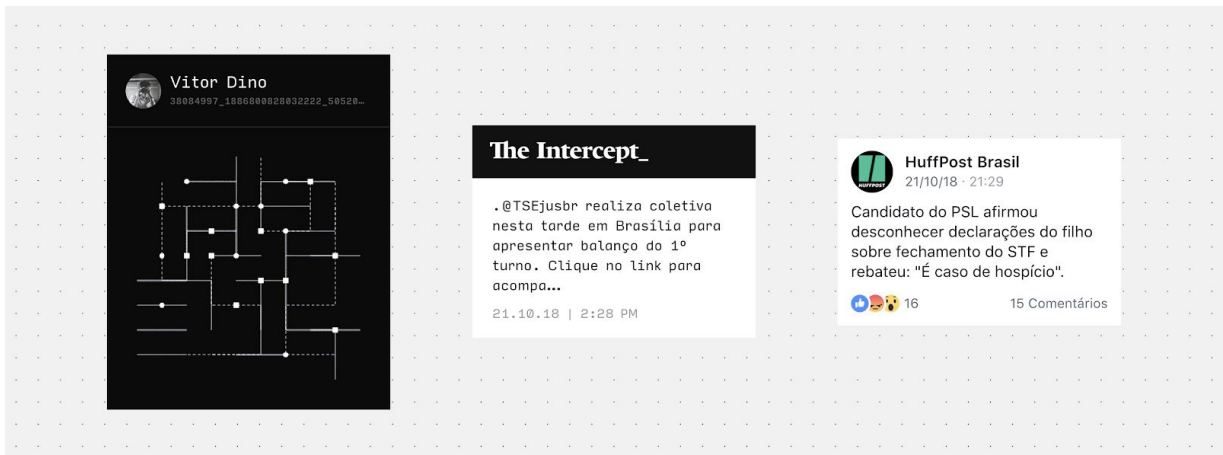 Vitor Dino
38084997_1886800828032222_50520…
The Intercept_
.@TSEjusbr realiza coletiva
nesta tarde em Brasília para
apresentar balanço do 1º
turno. Clique no link para
acompa...
21.10.18 | 2:28 PM
HUFFPOST
HuffPost Brasil
21/10/18 · 21:29
Candidato do PSL afirmou
desconhecer declarações do filho
sobre fechamento do STF e
rebateu: "É caso de hospício".
16
15 Comentários